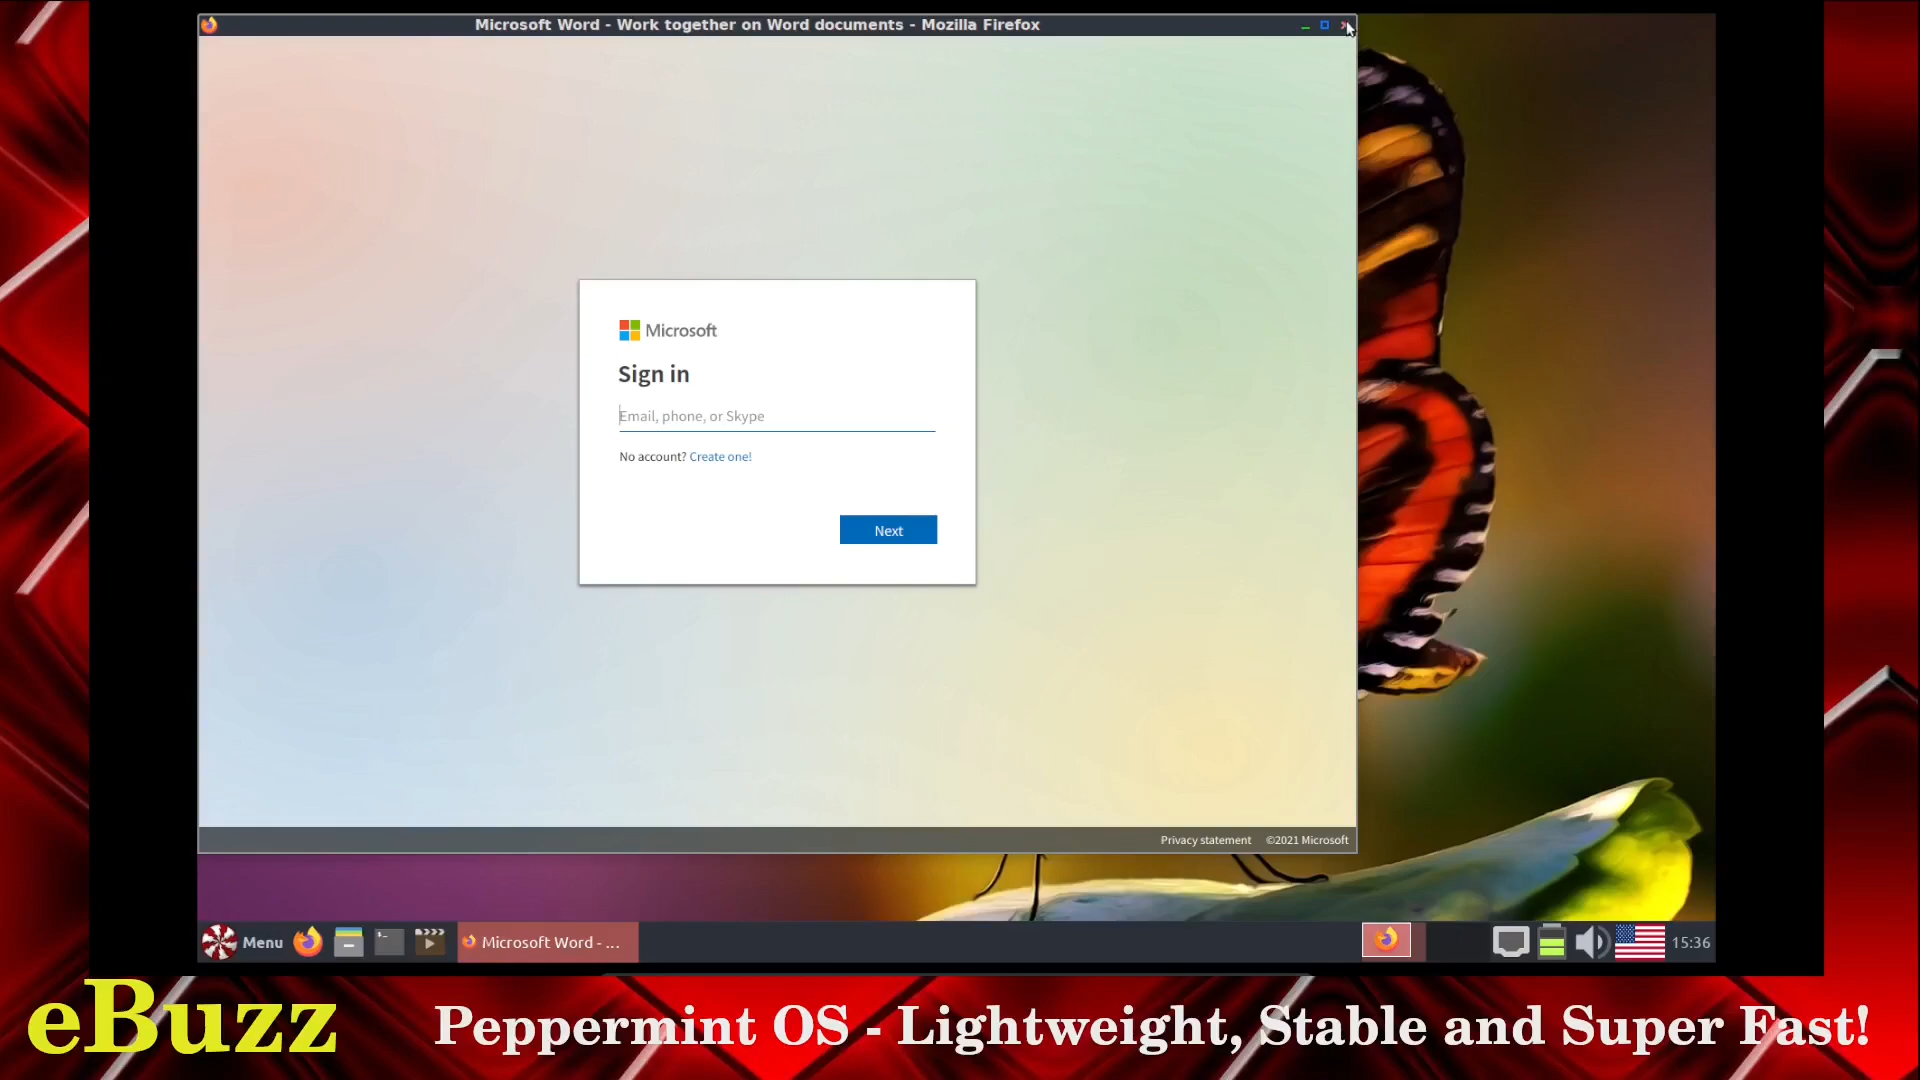 Microsoft Word - Work together on Word documents - Mozilla Firefox
Microsoft
Sign in
Email, phone, or Skype
No account? Create one!
Next
Privacy statement ©2021 Microsoft
Menu
Microsoft Word - ...
15:36
eBuzz
Peppermint OS - Lightweight, Stable and Super Fast!